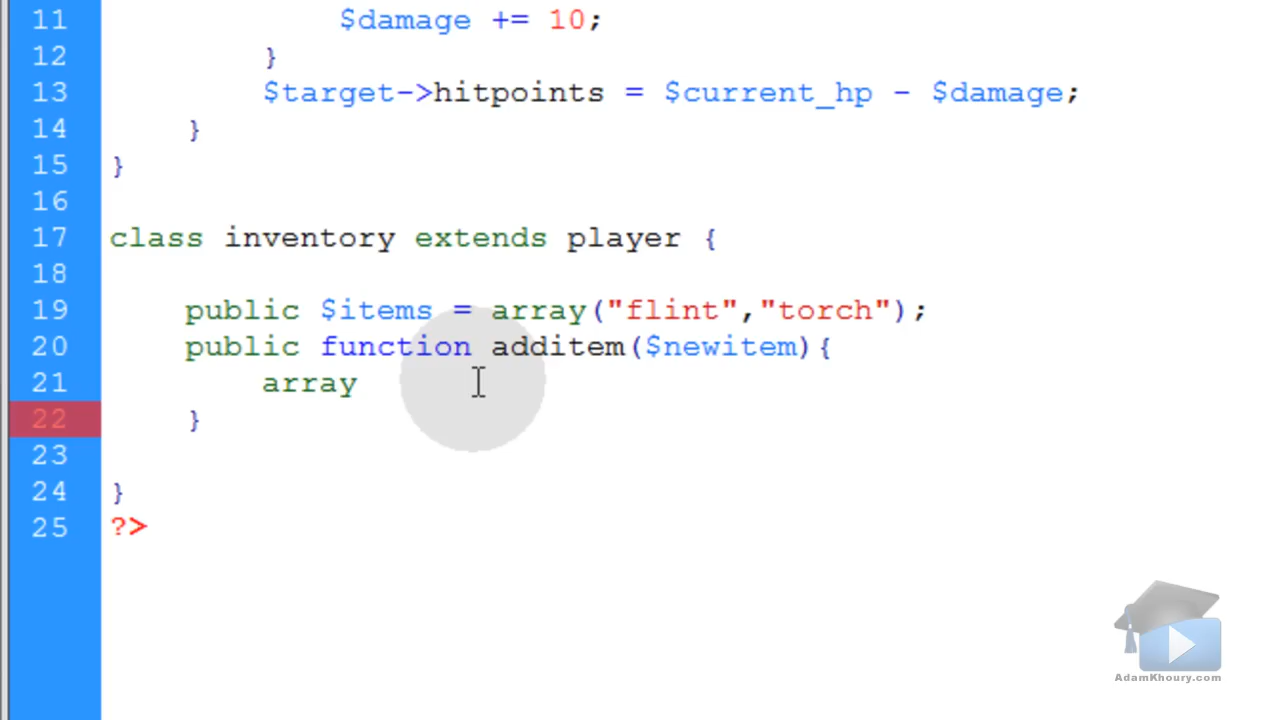 11 $damage += 10;
12 }
13 $target->hitpoints = $current_hp - $damage;
14 }
15 }
16
17 class inventory extends player {
18
19 public $items = array("flint","torch");
20 public function additem($newitem){
21 array
22 }
23
24 }
25 ?>
AdamKhoury.com